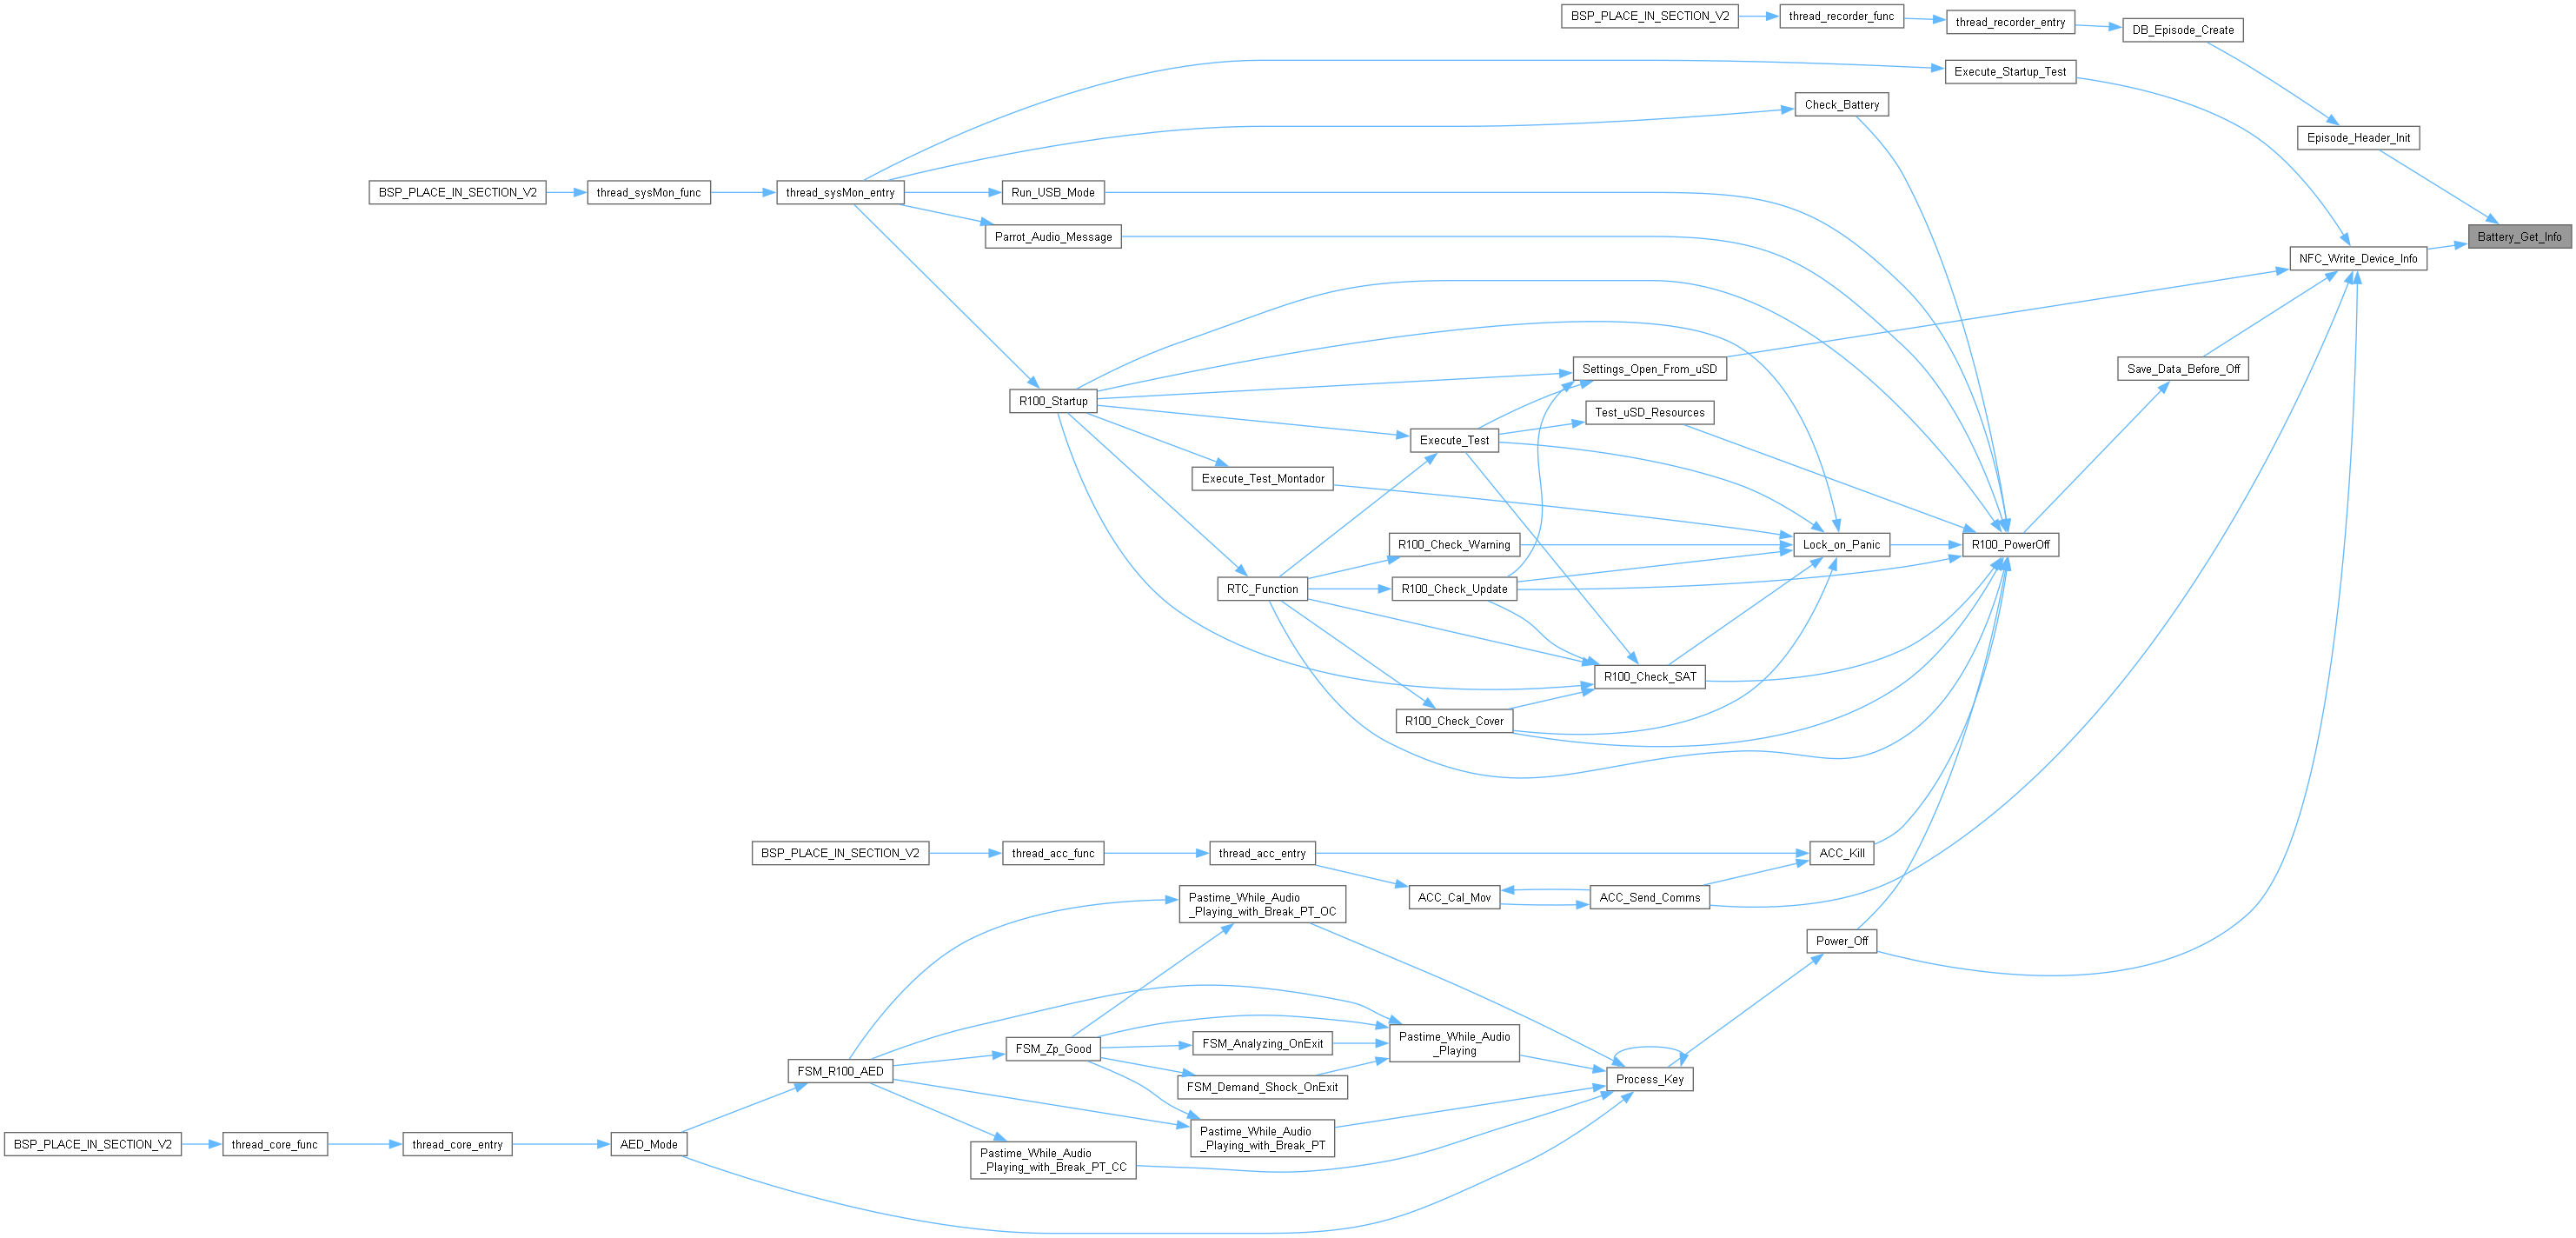 BSP_PLACE_IN_SECTION_V2
thread_recorder_func
thread_recorder_entry
DB_Episode_Create
Execute_Startup_Test
Check_Battery
Episode_Header_Init
BSP_PLACE_IN_SECTION_V2
thread_sysMon_func
thread_sysMon_entry
Run_USB_Mode
Parrot_Audio_Message
Battery_Get_Info
NFC_Write_Device_Info
Settings_Open_From_uSD
Save_Data_Before_Off
R100_Startup
Test_uSD_Resources
Execute_Test
Execute_Test_Montador
R100_Check_Warning
Lock_on_Panic
R100_PowerOff
RTC_Function
R100_Check_Update
R100_Check_SAT
R100_Check_Cover
BSP_PLACE_IN_SECTION_V2
thread_acc_func
thread_acc_entry
ACC_Kill
Pastime_While_Audio
_Playing_with_Break_PT_OC
ACC_Cal_Mov
ACC_Send_Comms
Power_Off
FSM_Zp_Good
FSM_Analyzing_OnExit
Pastime_While_Audio
_Playing
FSM_R100_AED
FSM_Demand_Shock_OnExit
Process_Key
BSP_PLACE_IN_SECTION_V2
thread_core_func
thread_core_entry
AED_Mode
Pastime_While_Audio
_Playing_with_Break_PT
Pastime_While_Audio
_Playing_with_Break_PT_CC